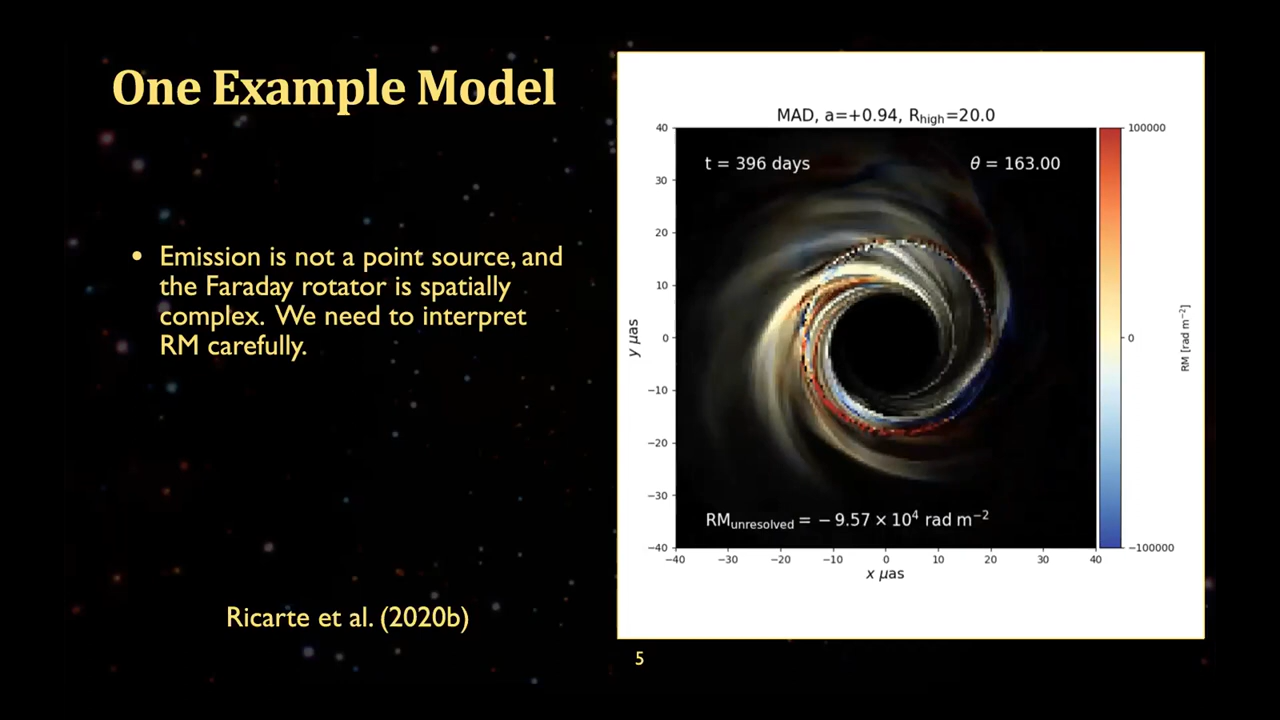 One Example Model
• Emission is not a point source, and
the Faraday rotator is spatially
complex. We need to interpret
RM carefully.
Ricarte et al. (2020b)
MAD, a=+0.94, R_high=20.0
t = 396 days
θ = 163.00
RM_unresolved = −9.57 × 10⁴ rad m⁻²
40
30
20
10
0
−10
−20
−30
−40
y μas
−40 −30 −20 −10 0 10 20 30 40
x μas
100000
0
−100000
RM [rad m⁻²]
5